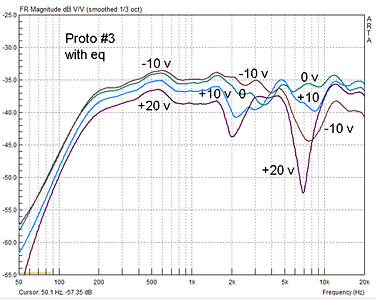 FR Magnitude dB V/V (smoothed 1/3 oct)
-25.0
A
R
T
A
Proto #3
with eq
-10 v
-10 v
0 v
-30.0
-35.0
+10 v
0
+10
+20 v
-10 v
-40.0
-45.0
+20 v
-50.0
-55.0
-60.0
-65.0
50
100
200
500
1k
2k
5k
10k
20k
Cursor: 50.1 Hz, -57.35 dB
Frequency (Hz)